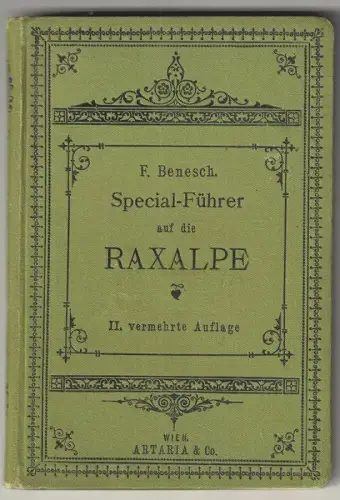 F. Benesch.
Special-Führer
auf die
RAXALPE
II. vermehrte Auflage
WIEN.
ARTARIA & Co.